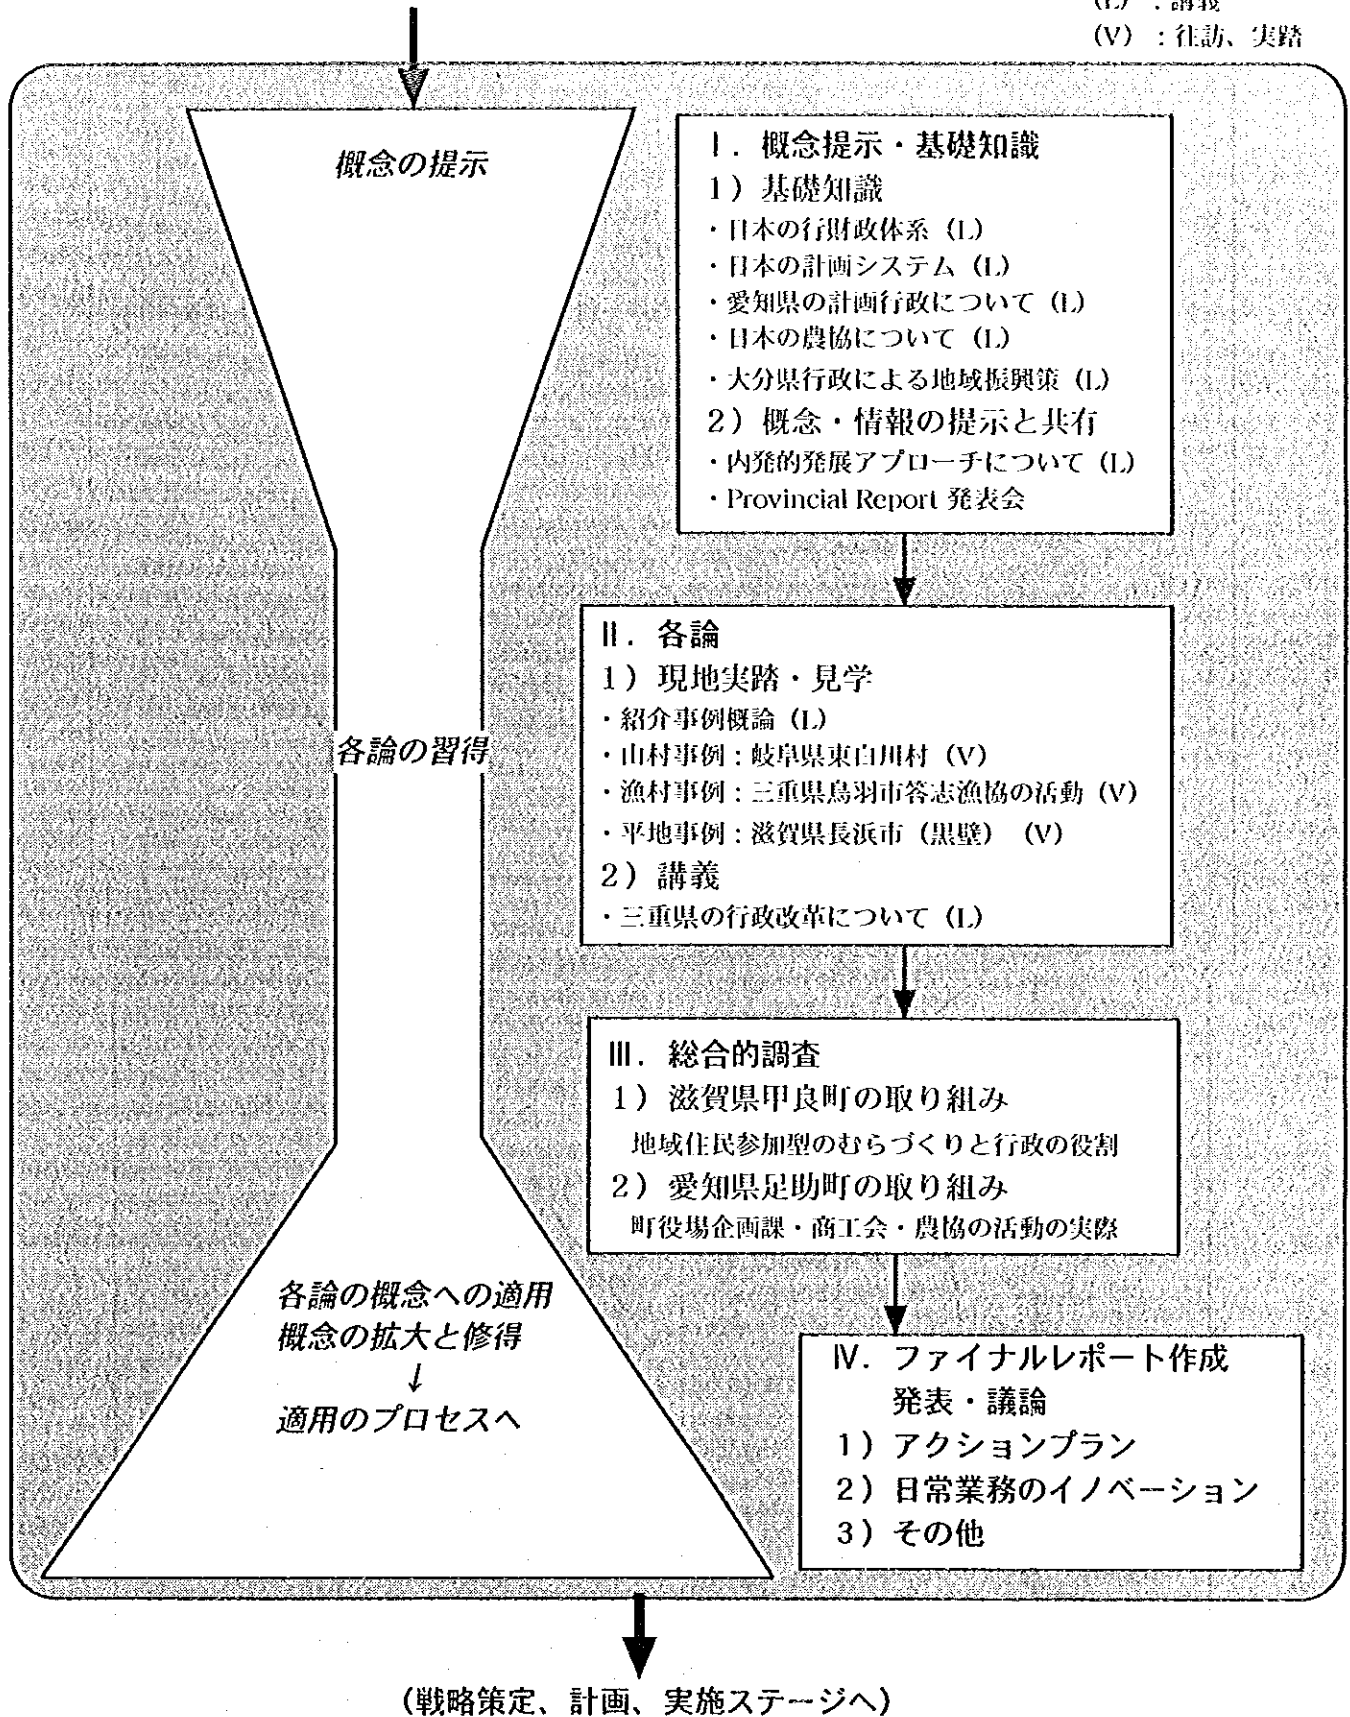 (L) : 講義
(V) : 往訪、実踏
概念の提示
各論の習得
各論の概念への適用
概念の拡大と修得
↓
適用のプロセスへ
I. 概念提示・基礎知識
1) 基礎知識
・日本の行財政体系 (L)
・日本の計画システム (L)
・愛知県の計画行政について (L)
・日本の農協について (L)
・大分県行政による地域振興策 (L)
2) 概念・情報の提示と共有
・内発的発展アプローチについて (L)
・Provincial Report 発表会
II. 各論
1) 現地実踏・見学
・紹介事例概論 (L)
・山村事例:岐阜県東白川村 (V)
・漁村事例:三重県鳥羽市答志漁協の活動 (V)
・平地事例:滋賀県長浜市(黒壁) (V)
2) 講義
・三重県の行政改革について (L)
III. 総合的調査
1) 滋賀県甲良町の取り組み
地域住民参加型のむらづくりと行政の役割
2) 愛知県足助町の取り組み
町役場企画課・商工会・農協の活動の実際
IV. ファイナルレポート作成
発表・議論
1) アクションプラン
2) 日常業務のイノベーション
3) その他
(戦略策定、計画、実施ステージへ)